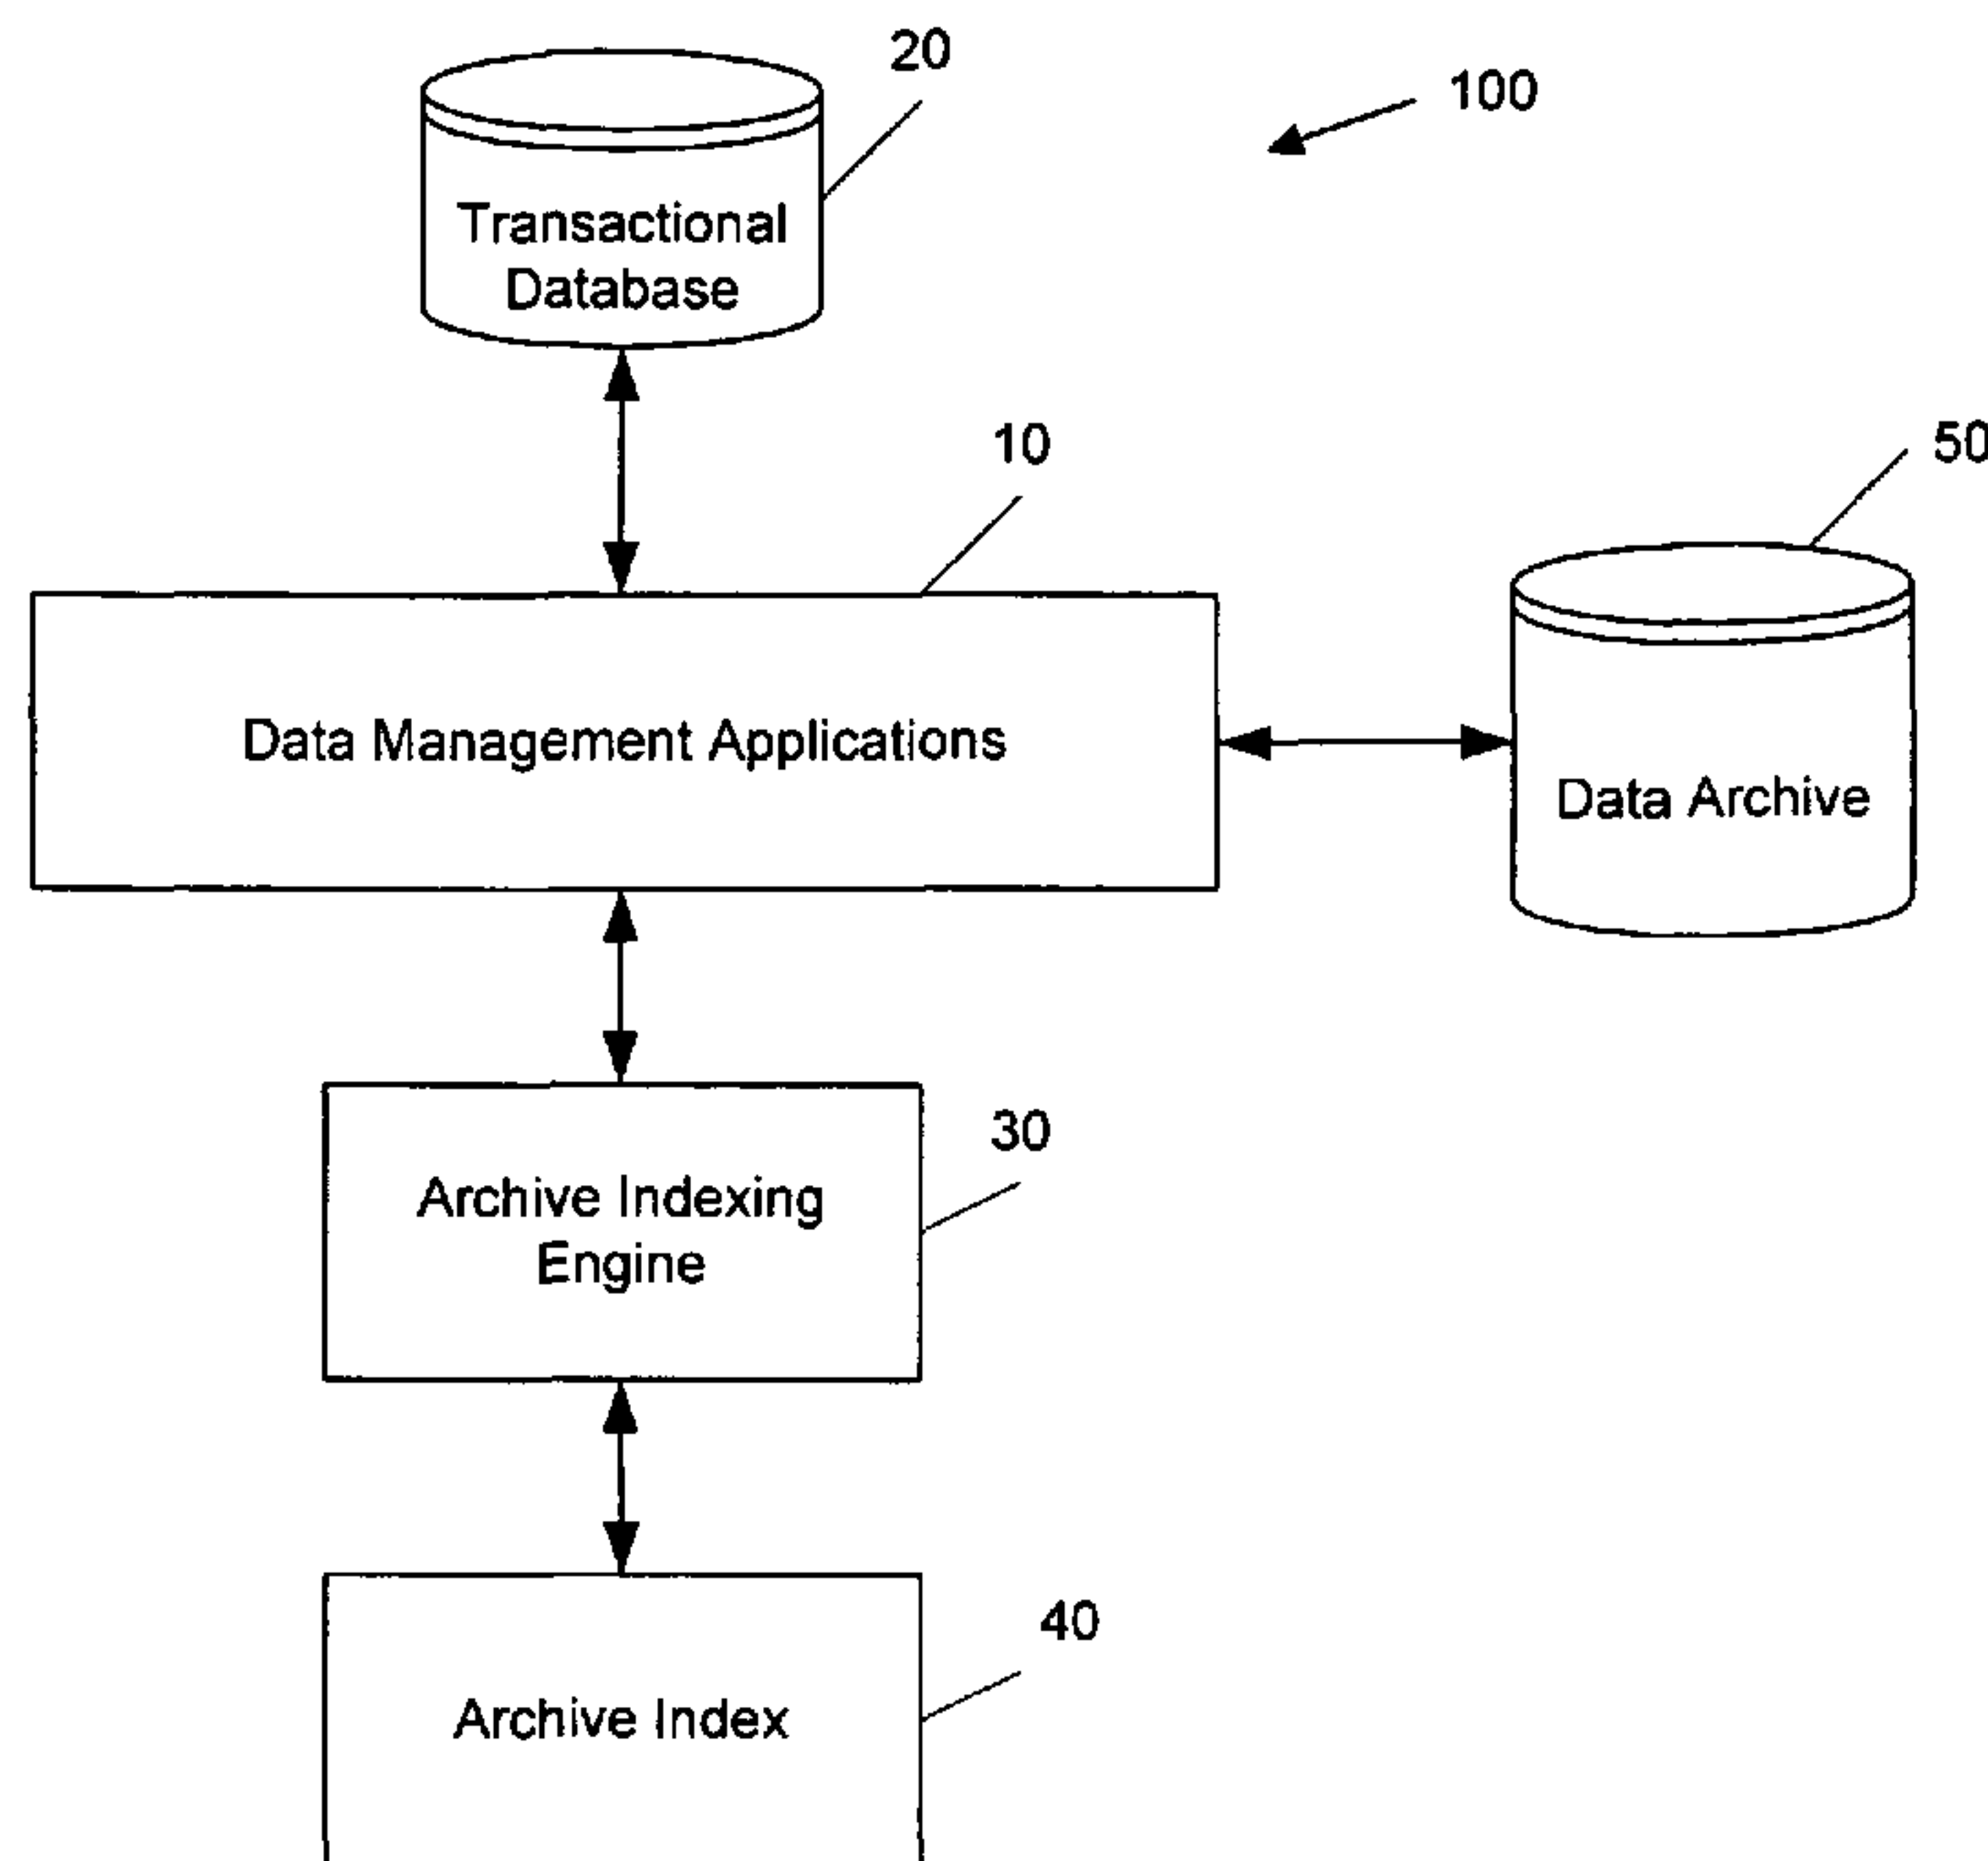 20
100
Transactional
Database
10
50
Data Management Applications
Data Archive
30
Archive Indexing
Engine
40
Archive Index